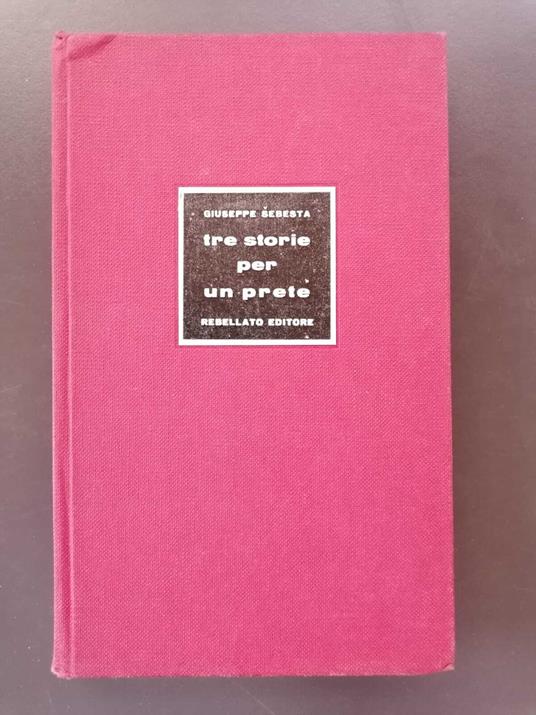 GIUSEPPE ŠEBESTA
tre storie
per
un prete
REBELLATO EDITORE